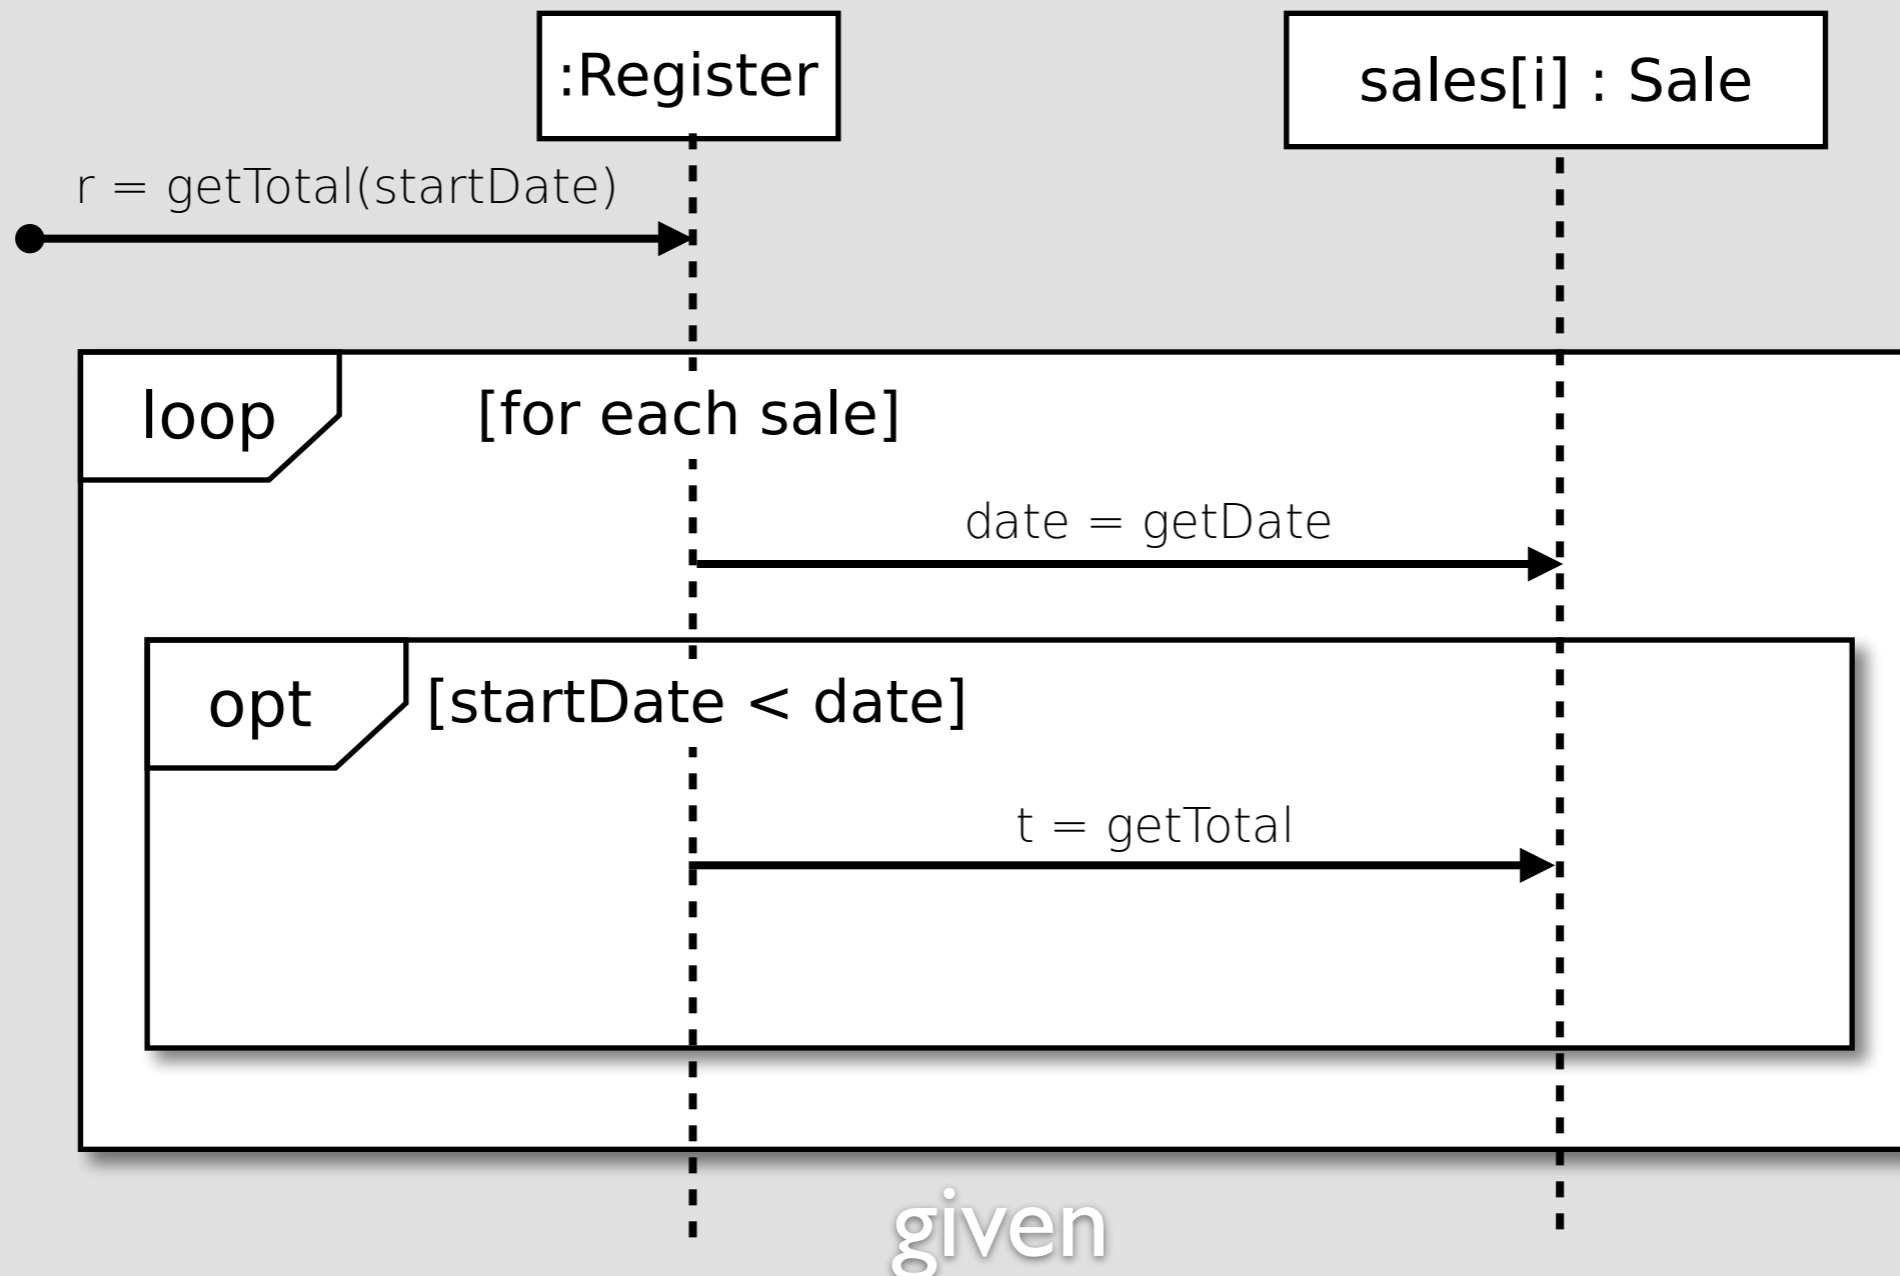 :Register
sales[i] : Sale
r = getTotal(startDate)
loop
[for each sale]
date = getDate
opt
[startDate < date]
t = getTotal
given